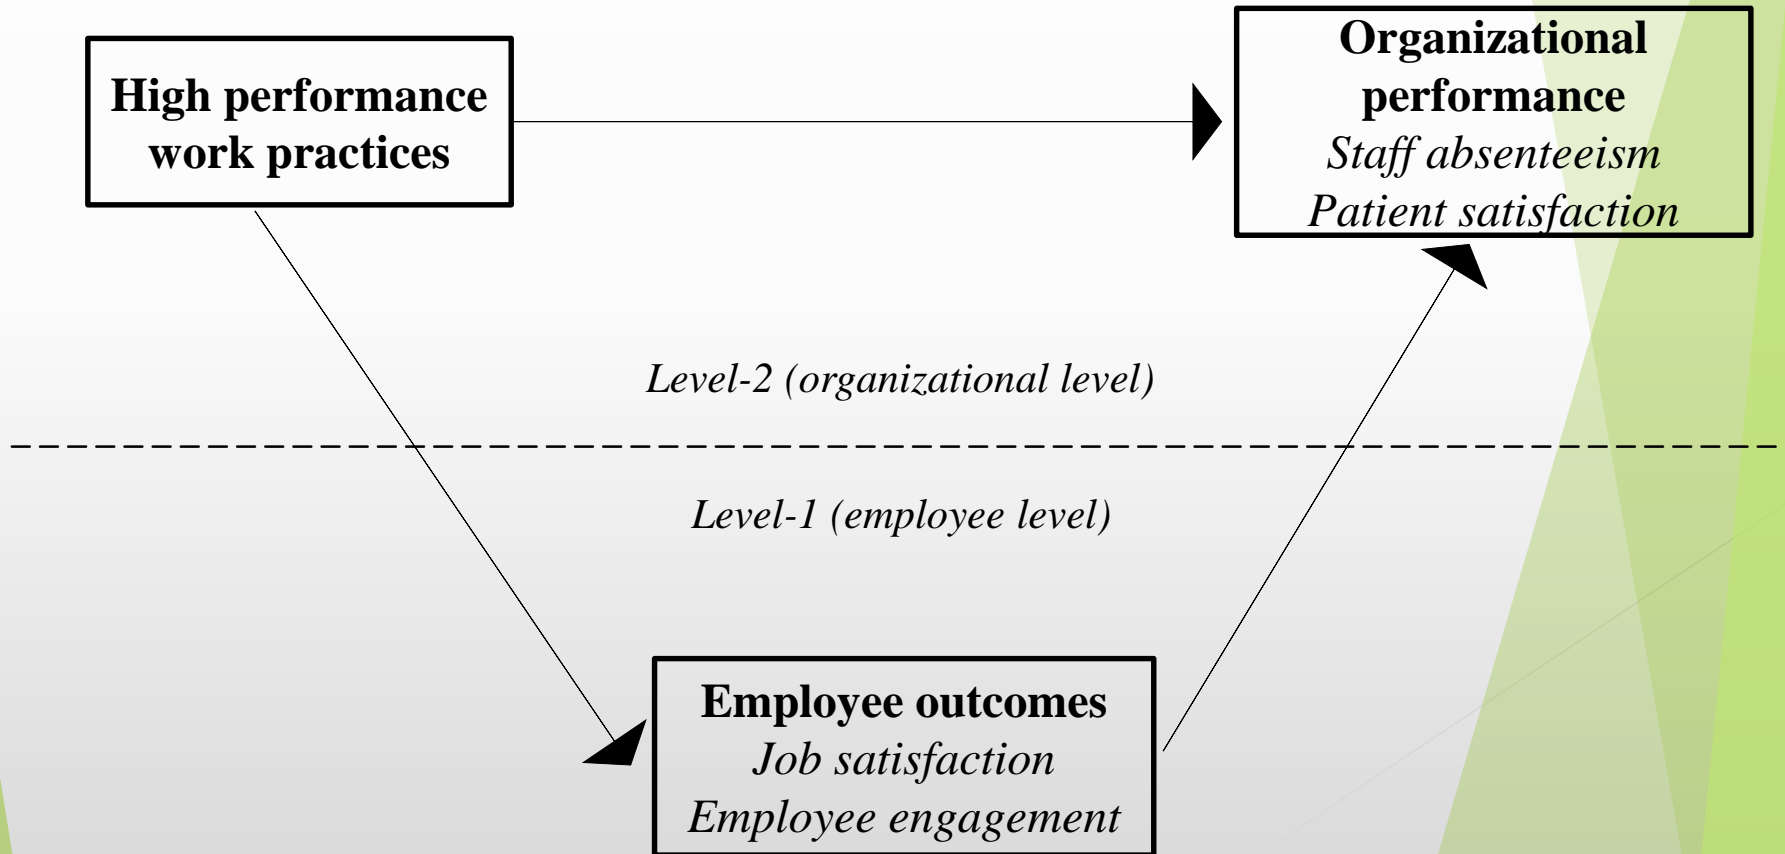 High performance
work practices
Organizational
performance
Staff absenteeism
Patient satisfaction
Level-2 (organizational level)
Level-1 (employee level)
Employee outcomes
Job satisfaction
Employee engagement